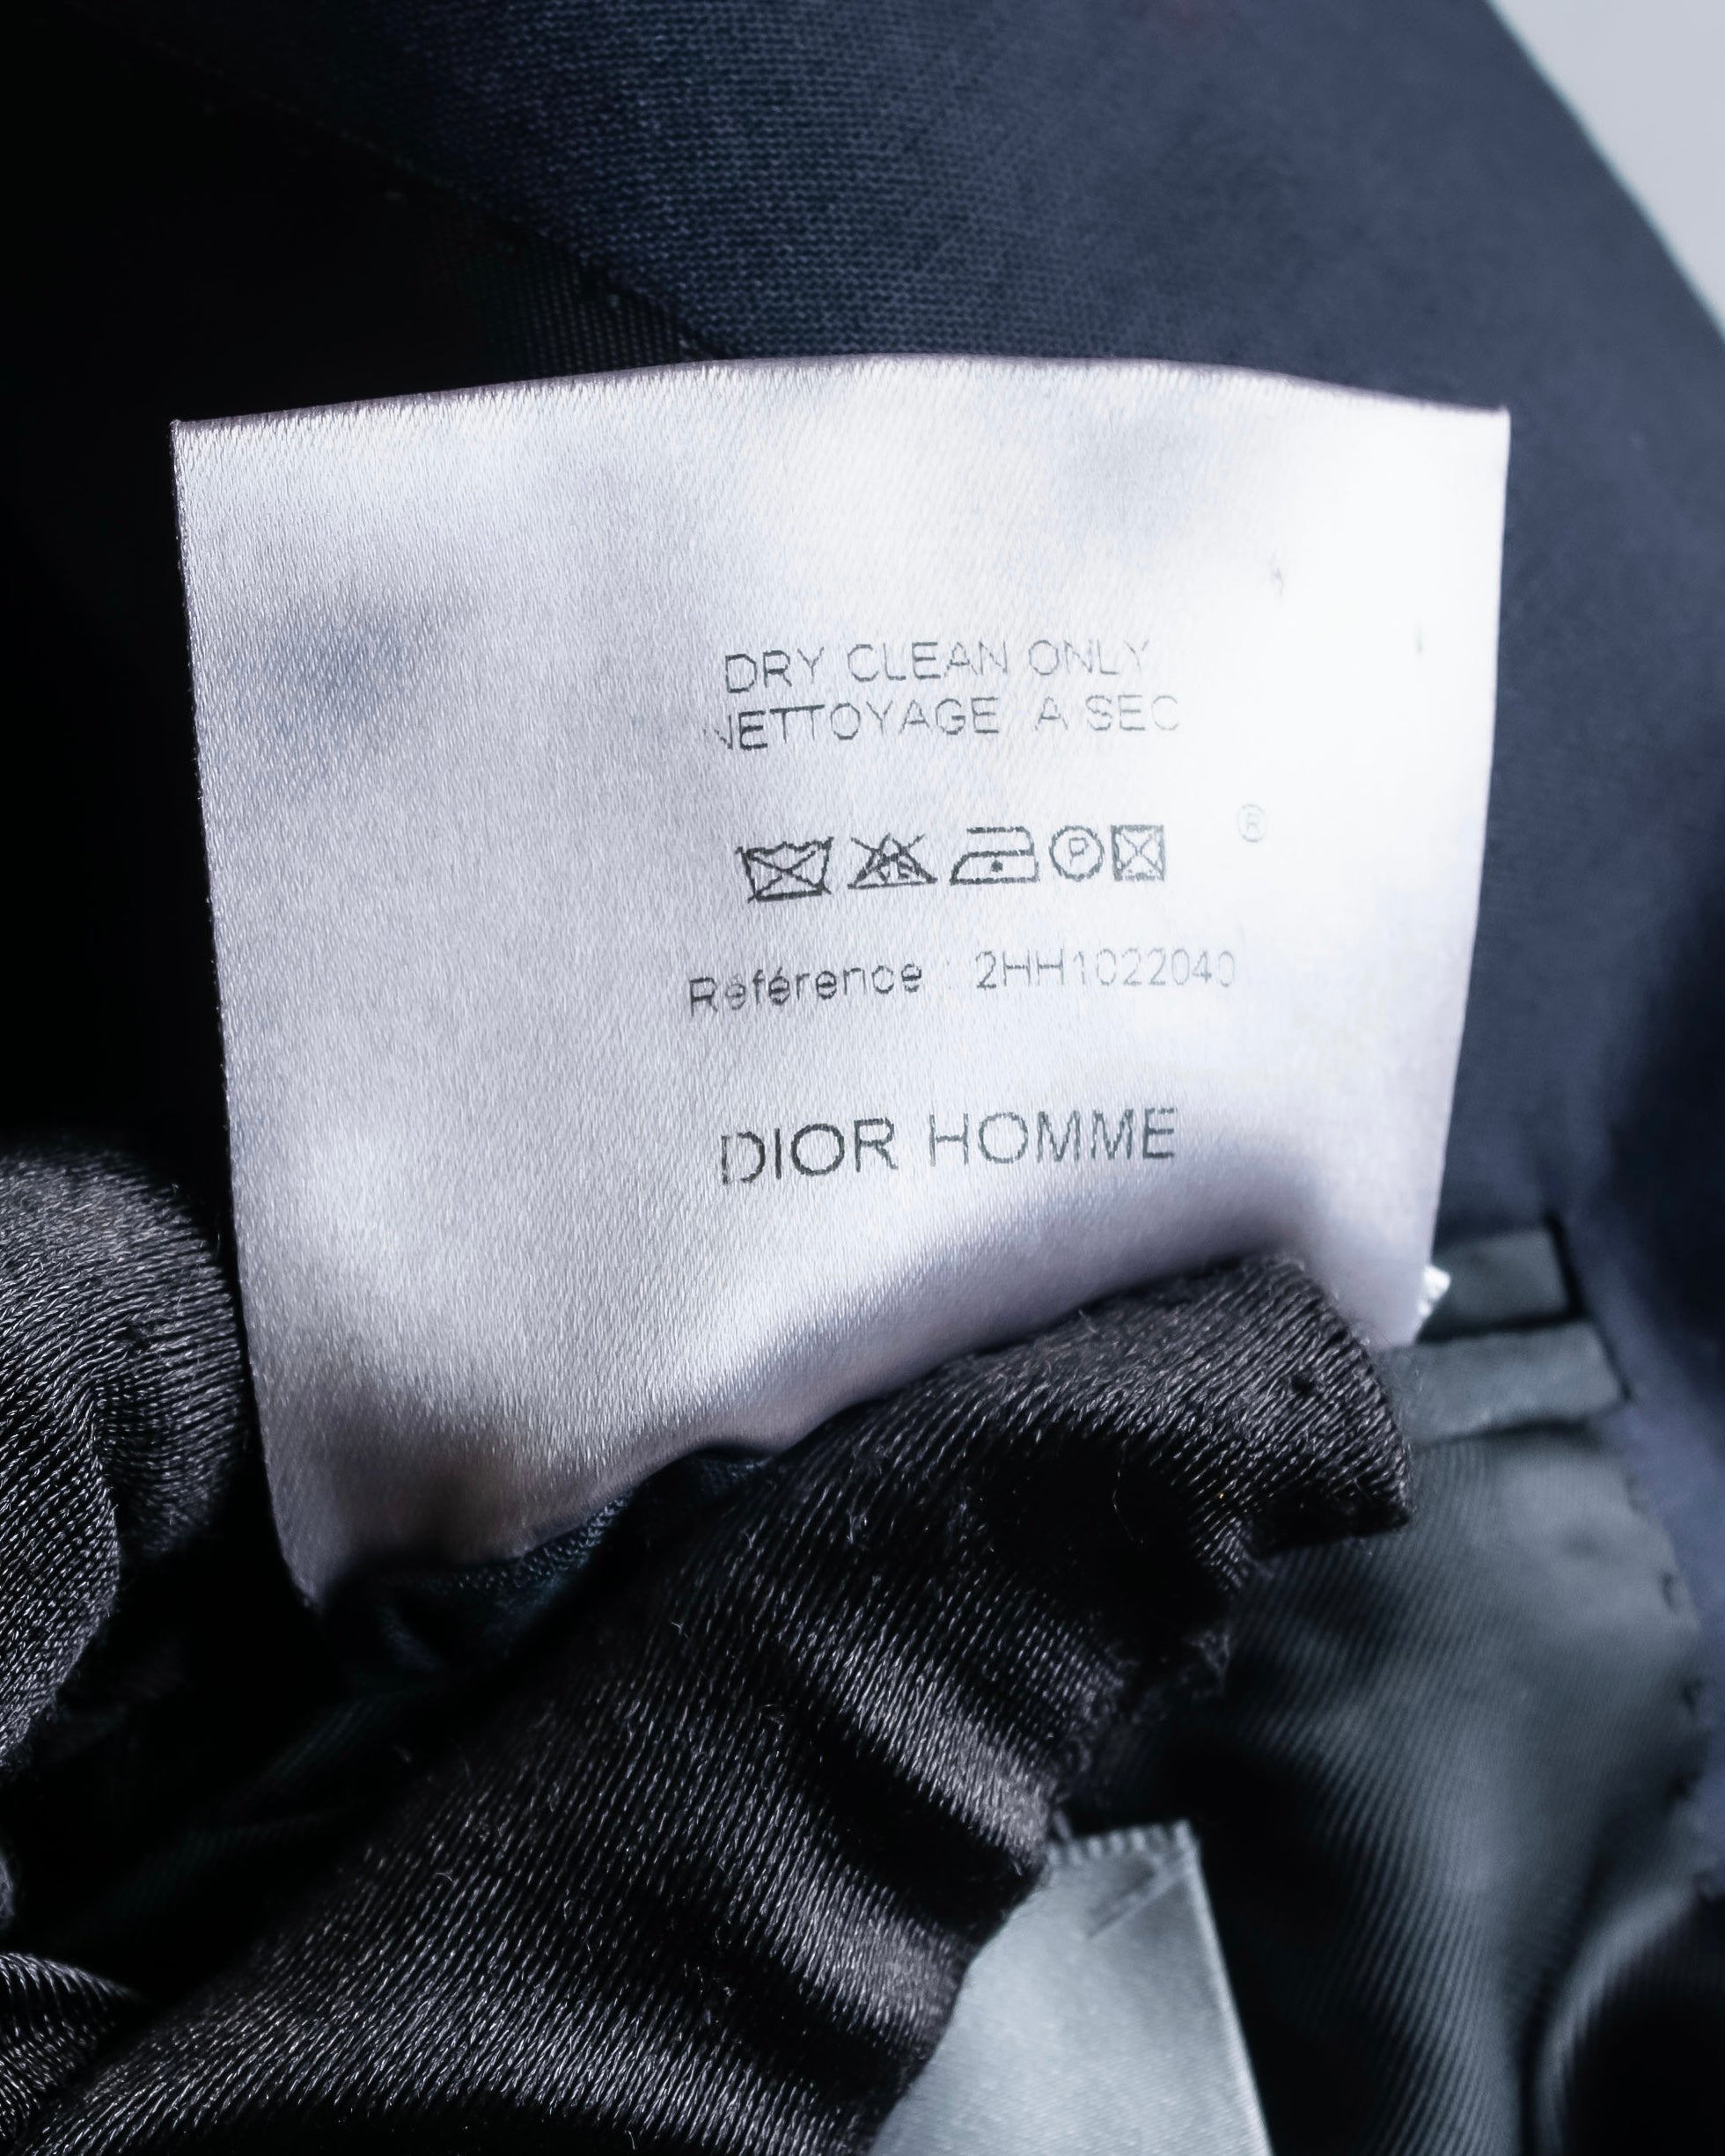 DRY CLEAN ONLY
NETTOYAGE A SEC
®
P
Référence : 2HH1022040
DIOR HOMME